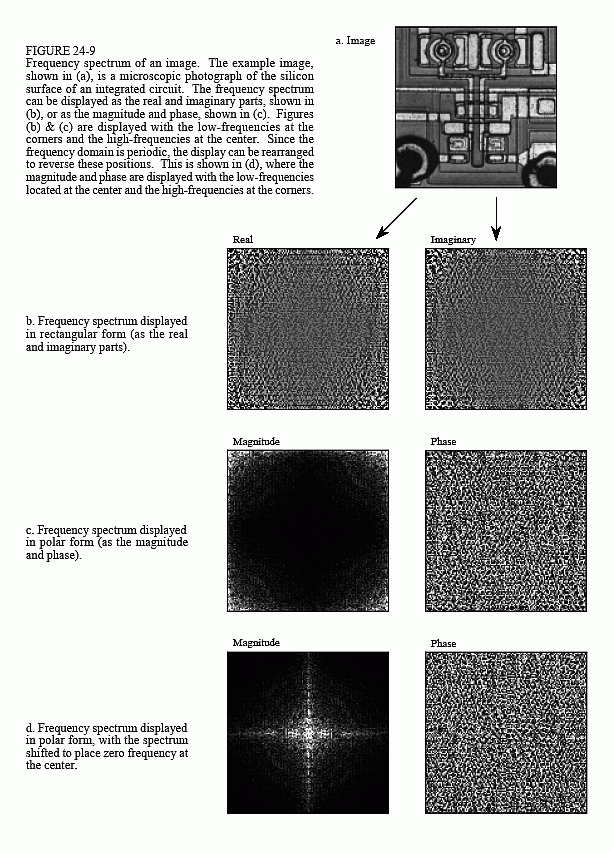 FIGURE 24-9
Frequency spectrum of an image. The example image,
shown in (a), is a microscopic photograph of the silicon
surface of an integrated circuit. The frequency spectrum
can be displayed as the real and imaginary parts, shown in
(b), or as the magnitude and phase, shown in (c). Figures
(b) & (c) are displayed with the low-frequencies at the
corners and the high-frequencies at the center. Since the
frequency domain is periodic, the display can be rearranged
to reverse these positions. This is shown in (d), where the
magnitude and phase are displayed with the low-frequencies
located at the center and the high-frequencies at the corners.
a. Image
Real
Imaginary
b. Frequency spectrum displayed
in rectangular form (as the real
and imaginary parts).
Magnitude
Phase
c. Frequency spectrum displayed
in polar form (as the magnitude
and phase).
Magnitude
Phase
d. Frequency spectrum displayed
in polar form, with the spectrum
shifted to place zero frequency at
the center.